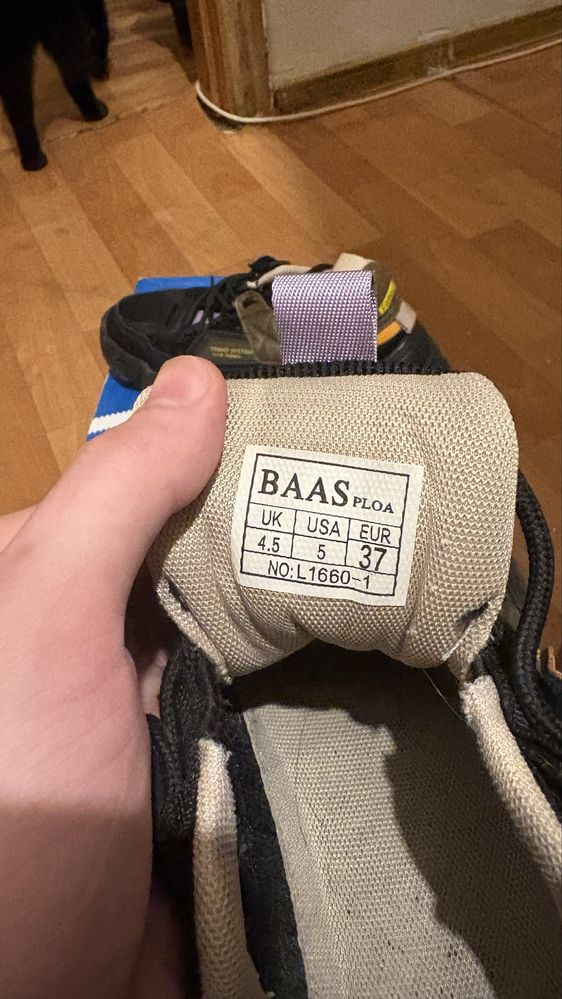 BAAS PLOA
UK USA EUR
4.5 5 37
NO:L1660-1